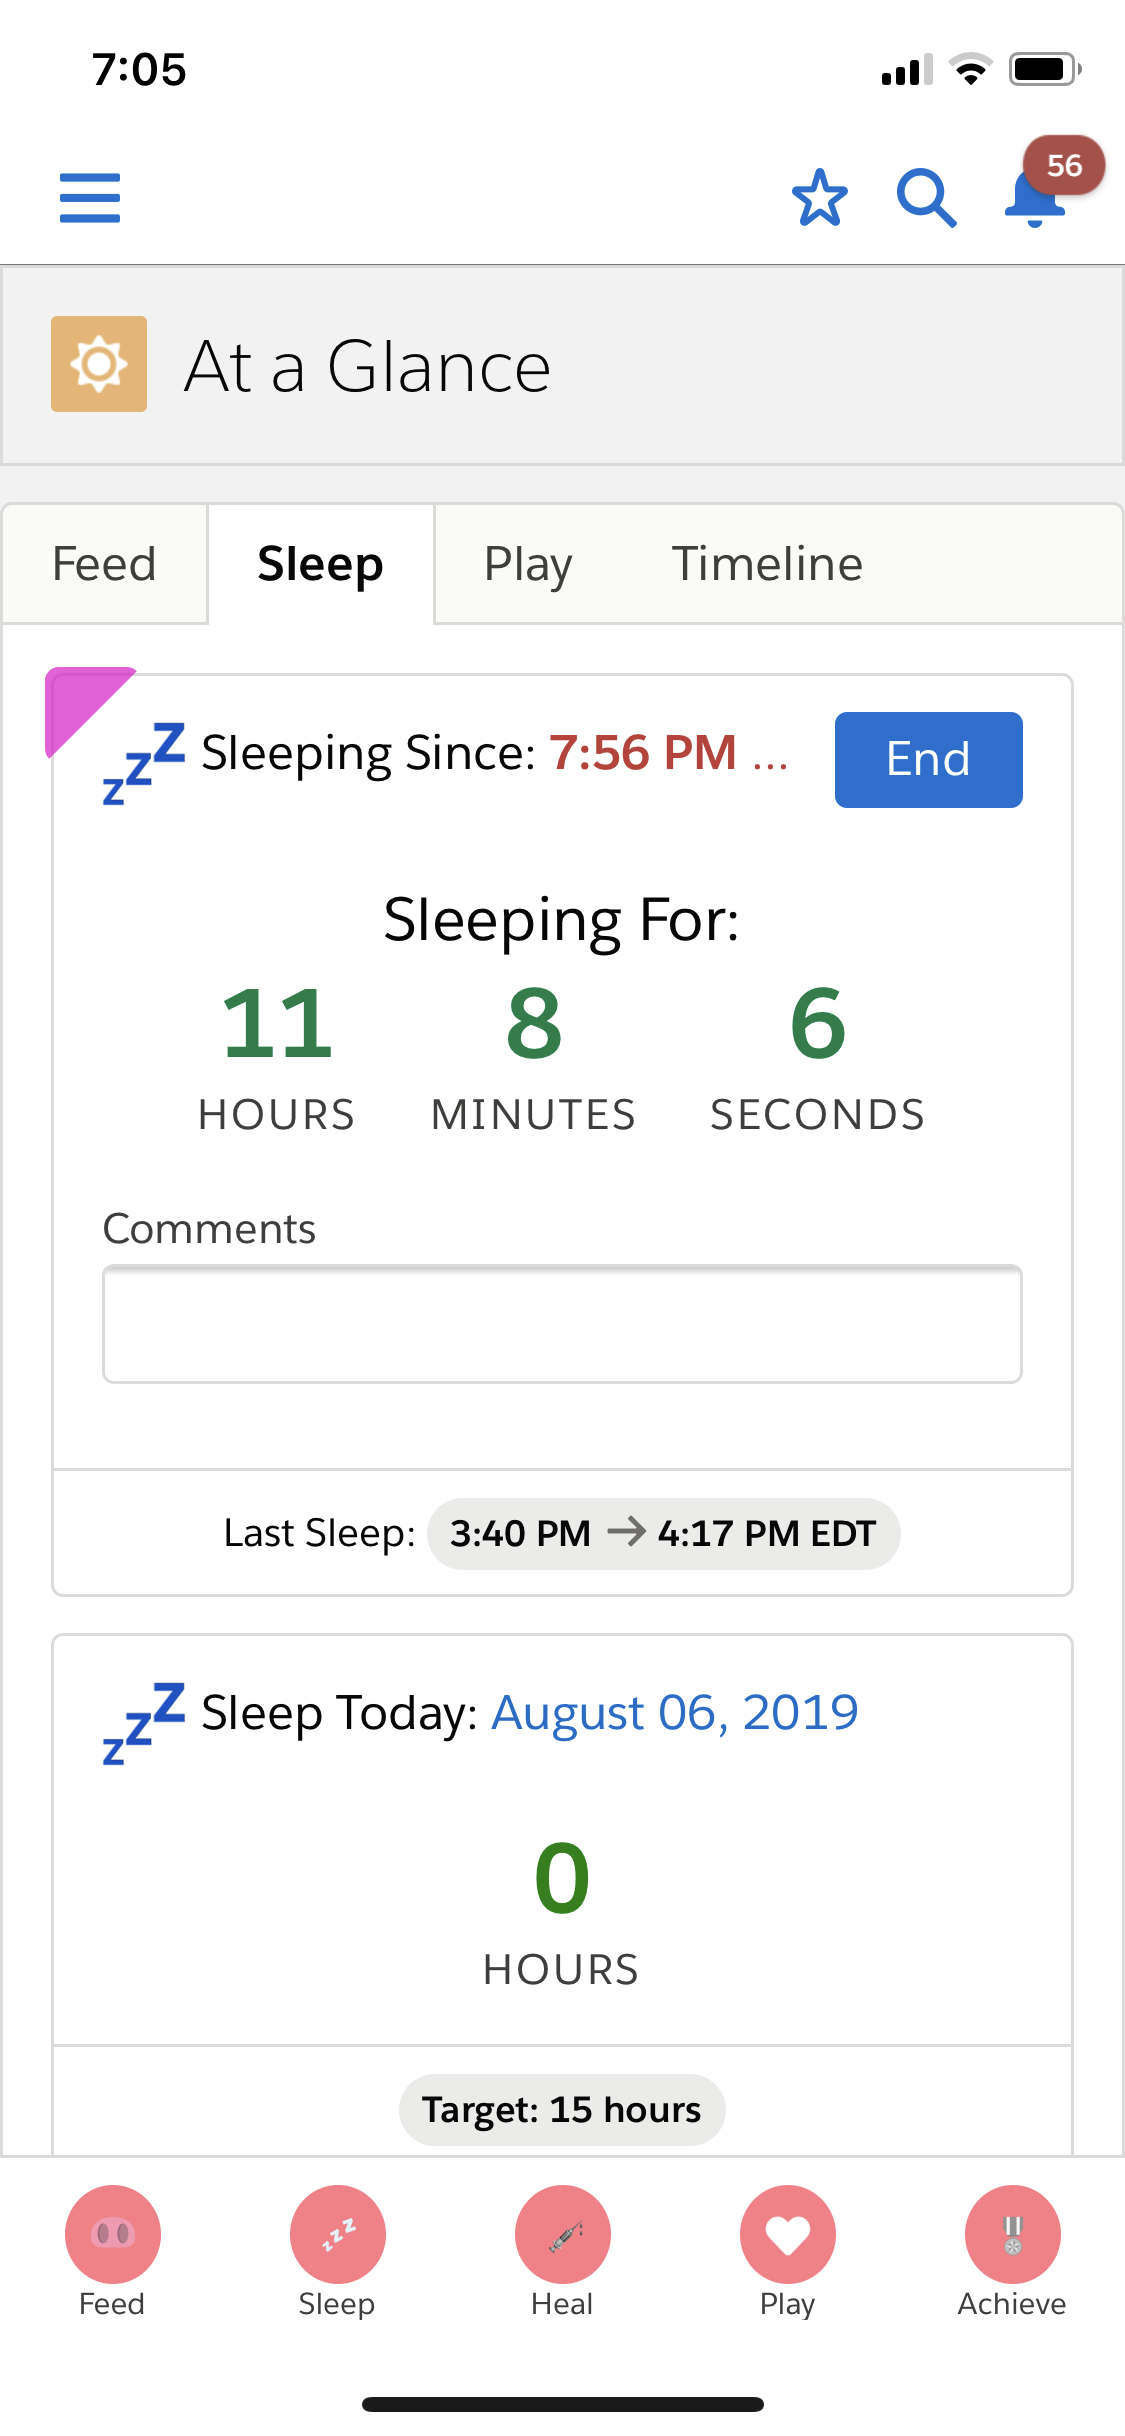 7:05
56
At a Glance
Feed Sleep Play Timeline
Sleeping Since: 7:56 PM ... End
Sleeping For:
11 8 6
HOURS MINUTES SECONDS
Comments
Last Sleep: 3:40 PM → 4:17 PM EDT
Sleep Today: August 06, 2019
0
HOURS
Target: 15 hours
Feed Sleep Heal Play Achieve